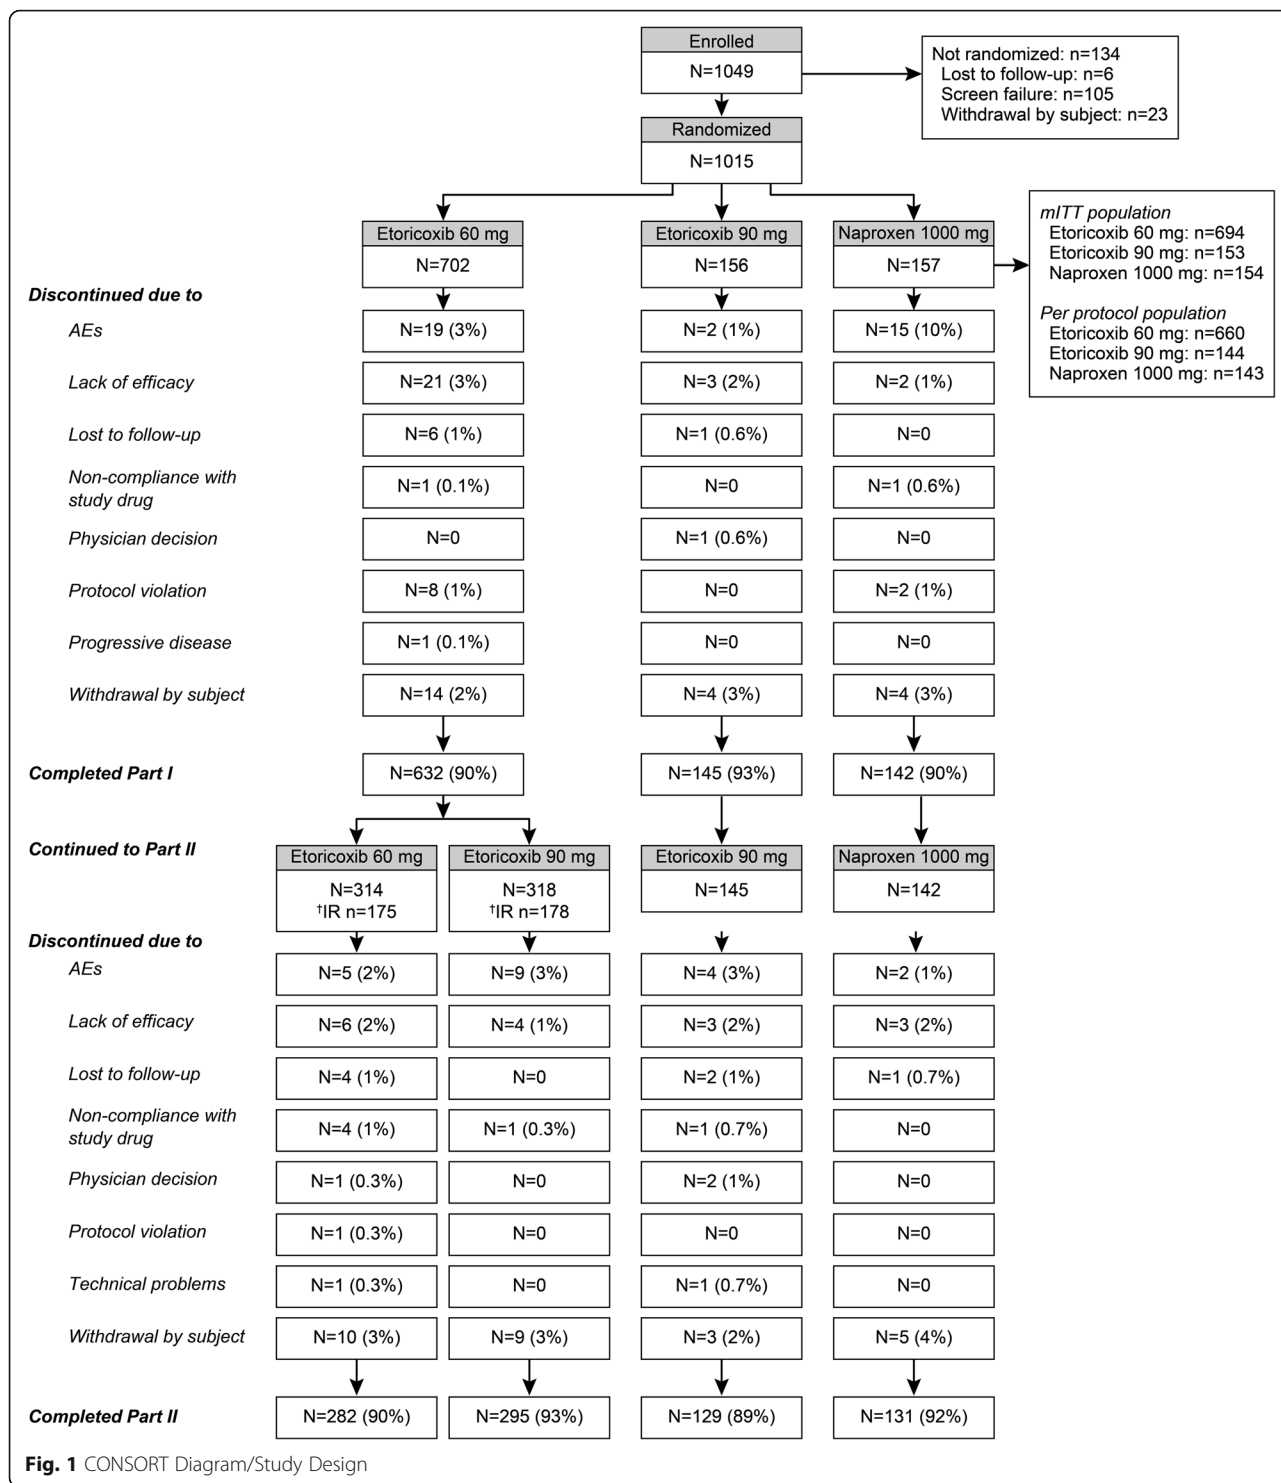 Enrolled
N=1049
Not randomized: n=134
Lost to follow-up: n=6
Screen failure: n=105
Withdrawal by subject: n=23
Randomized
N=1015
Etoricoxib 60 mg
N=702
Etoricoxib 90 mg
N=156
Naproxen 1000 mg
N=157
mITT population
Etoricoxib 60 mg: n=694
Etoricoxib 90 mg: n=153
Naproxen 1000 mg: n=154
Per protocol population
Etoricoxib 60 mg: n=660
Etoricoxib 90 mg: n=144
Naproxen 1000 mg: n=143
Discontinued due to
AEs N=19 (3%) N=2 (1%) N=15 (10%)
Lack of efficacy N=21 (3%) N=3 (2%) N=2 (1%)
Lost to follow-up N=6 (1%) N=1 (0.6%) N=0
Non-compliance with
study drug N=1 (0.1%) N=0 N=1 (0.6%)
Physician decision N=0 N=1 (0.6%) N=0
Protocol violation N=8 (1%) N=0 N=2 (1%)
Progressive disease N=1 (0.1%) N=0 N=0
Withdrawal by subject N=14 (2%) N=4 (3%) N=4 (3%)
Completed Part I N=632 (90%) N=145 (93%) N=142 (90%)
Continued to Part II Etoricoxib 60 mg Etoricoxib 90 mg Etoricoxib 90 mg Naproxen 1000 mg
N=314 N=318 N=145 N=142
†IR n=175 †IR n=178
Discontinued due to
AEs N=5 (2%) N=9 (3%) N=4 (3%) N=2 (1%)
Lack of efficacy N=6 (2%) N=4 (1%) N=3 (2%) N=3 (2%)
Lost to follow-up N=4 (1%) N=0 N=2 (1%) N=1 (0.7%)
Non-compliance with
study drug N=4 (1%) N=1 (0.3%) N=1 (0.7%) N=0
Physician decision N=1 (0.3%) N=0 N=2 (1%) N=0
Protocol violation N=1 (0.3%) N=0 N=0 N=0
Technical problems N=1 (0.3%) N=0 N=1 (0.7%) N=0
Withdrawal by subject N=10 (3%) N=9 (3%) N=3 (2%) N=5 (4%)
Completed Part II N=282 (90%) N=295 (93%) N=129 (89%) N=131 (92%)
Fig. 1 CONSORT Diagram/Study Design